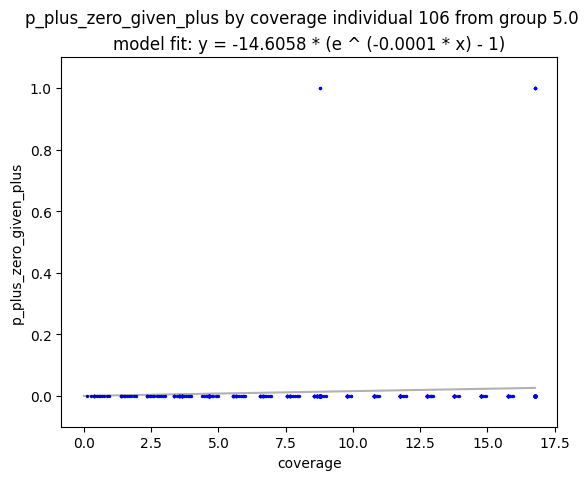 p_plus_zero_given_plus by coverage individual 106 from group 5.0
model fit: y = -14.6058 * (e ^ (-0.0001 * x) - 1)
1.0
0.8
0.6
0.4
0.2
0.0
p_plus_zero_given_plus
0.0 2.5 5.0 7.5 10.0 12.5 15.0 17.5
coverage